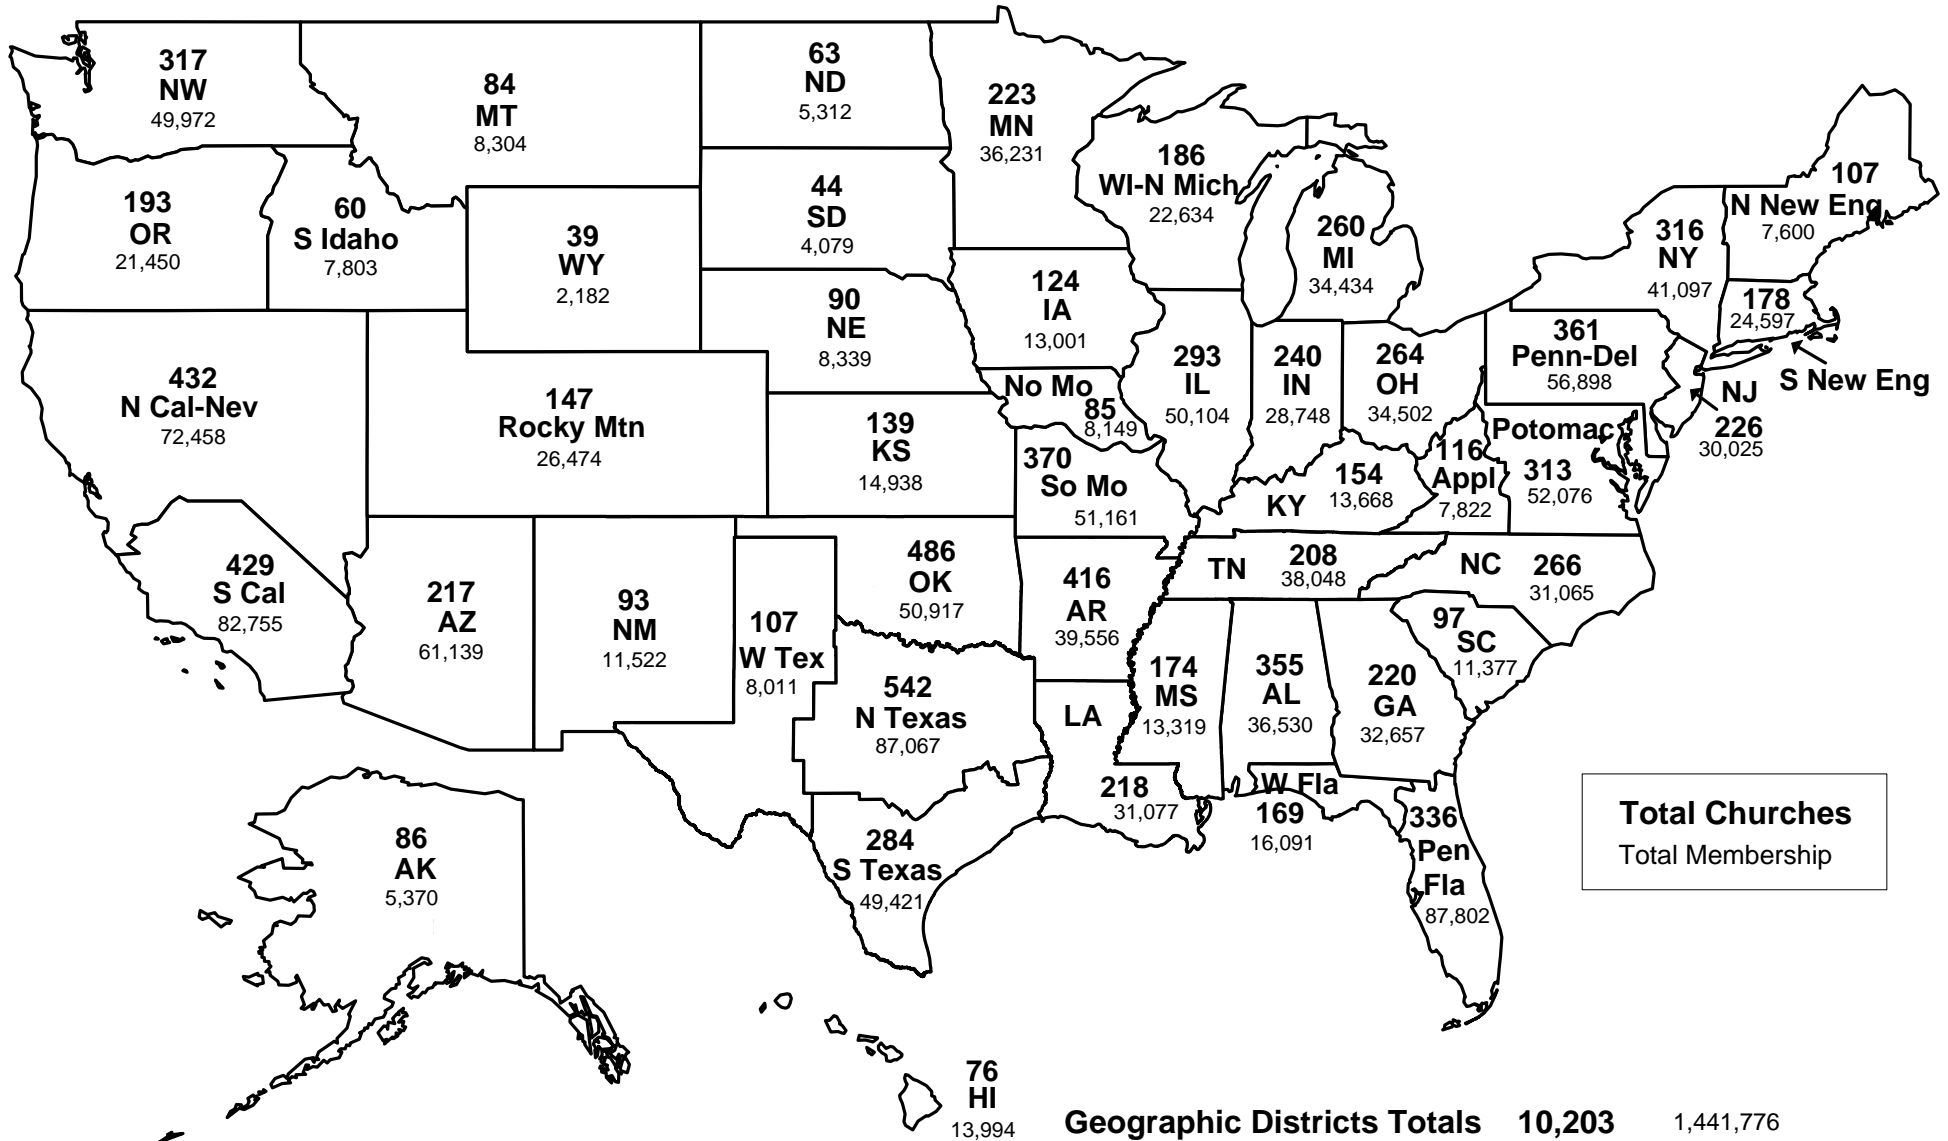 317
NW
49,972
84
MT
8,304
63
ND
5,312
223
MN
36,231
186
WI-N Mich
22,634
107
N New Eng
7,600
193
OR
21,450
60
S Idaho
7,803
39
WY
2,182
44
SD
4,079
260
MI
34,434
316
NY
41,097
178
24,597
S New Eng
124
IA
13,001
90
NE
8,339
361
Penn-Del
56,898
432
N Cal-Nev
72,458
147
Rocky Mtn
26,474
139
KS
14,938
No Mo
85
8,149
293
IL
50,104
240
IN
28,748
264
OH
34,502
NJ
226
30,025
Potomac
313
52,076
116
Appl
7,822
370
So Mo
51,161
KY
154
13,668
429
S Cal
82,755
217
AZ
61,139
93
NM
11,522
107
W Tex
8,011
486
OK
50,917
416
AR
39,556
TN
208
38,048
NC
266
31,065
97
SC
11,377
542
N Texas
87,067
LA
218
31,077
174
MS
13,319
355
AL
36,530
220
GA
32,657
W Fla
169
16,091
336
Pen
Fla
87,802
284
S Texas
49,421
86
AK
5,370
76
HI
13,994
Total Churches
Total Membership
Geographic Districts Totals 10,203 1,441,776